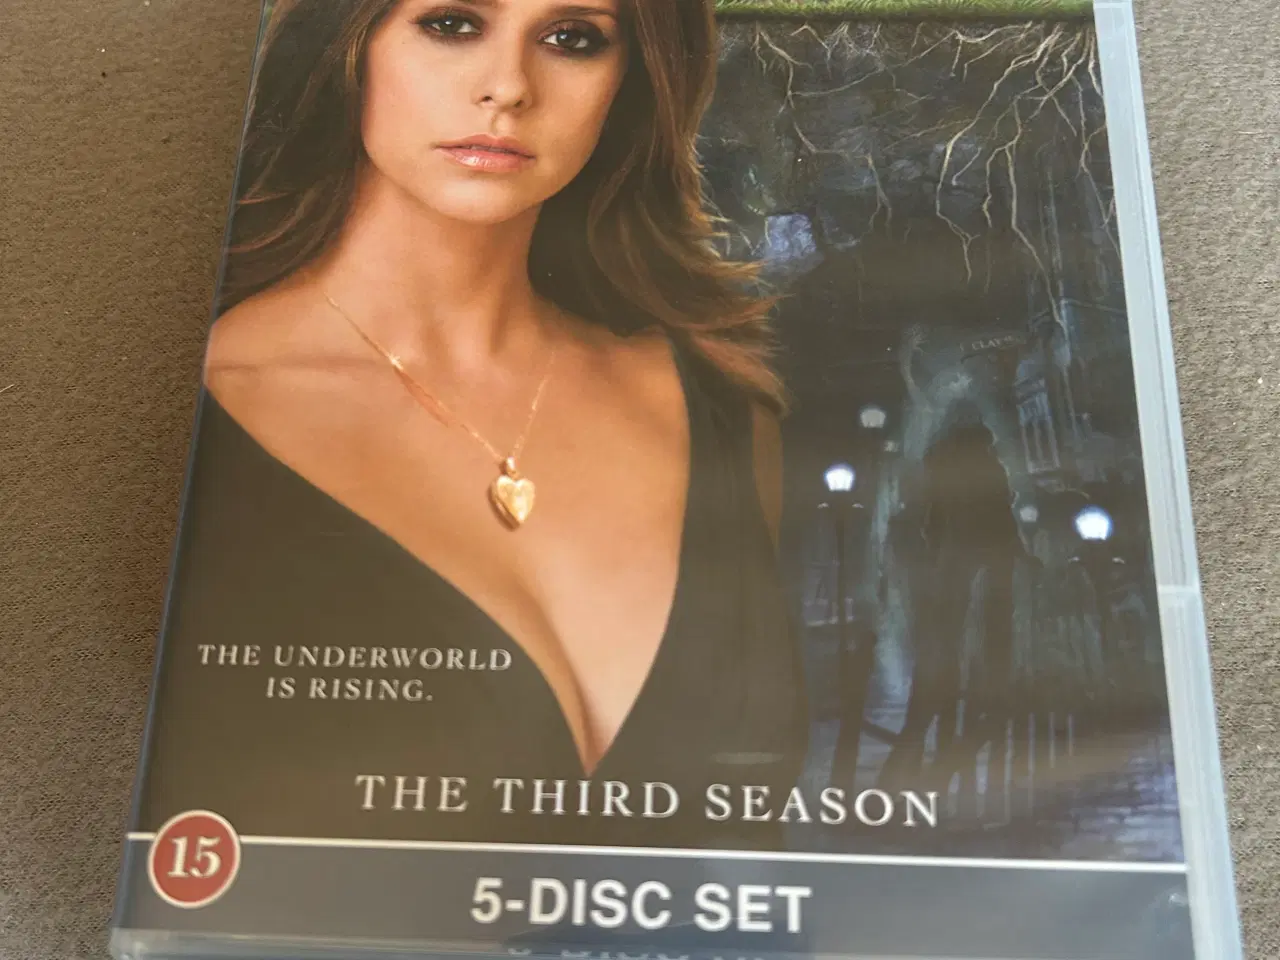 THE UNDERWORLD
IS RISING.
THE THIRD SEASON
15
5-DISC SET